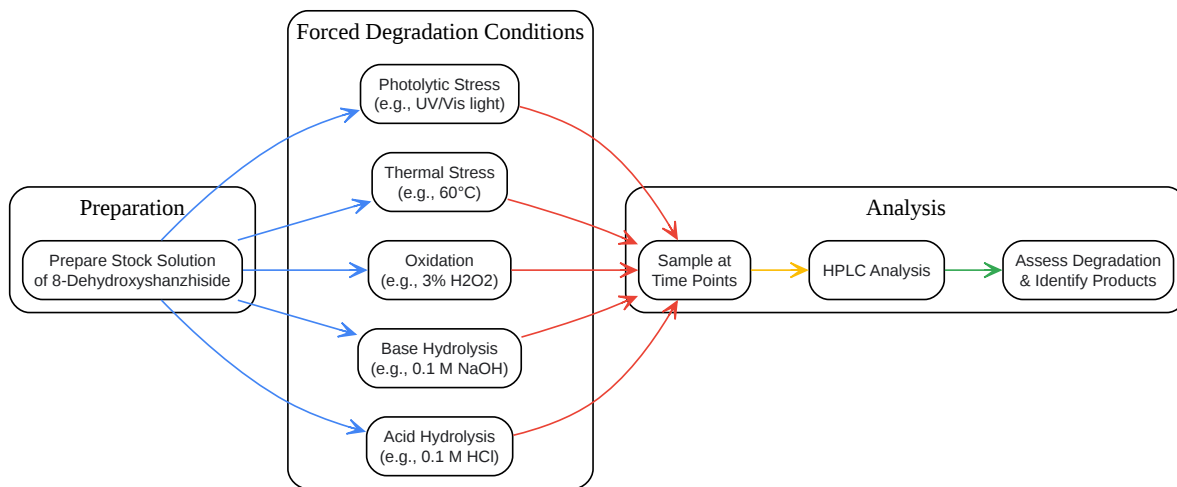 Preparation
Prepare Stock Solution
of 8-Dehydroxyshanzhiside
Forced Degradation Conditions
Photolytic Stress
(e.g., UV/Vis light)
Thermal Stress
(e.g., 60°C)
Oxidation
(e.g., 3% H2O2)
Base Hydrolysis
(e.g., 0.1 M NaOH)
Acid Hydrolysis
(e.g., 0.1 M HCl)
Analysis
Sample at
Time Points
HPLC Analysis
Assess Degradation
& Identify Products